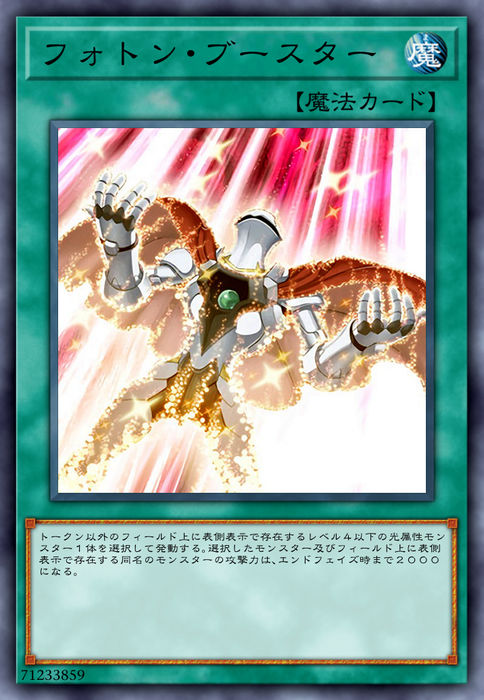 フォトン・ブースター
魔
【魔法カード】
トークン以外のフィールド上に表側表示で存在するレベル4以下の光属性モン
スター1体を選択して発動する。選択したモンスター及びフィールド上に表側
表示で存在する同名のモンスターの攻撃力は、エンドフェイズ時まで2000
になる。
71233859